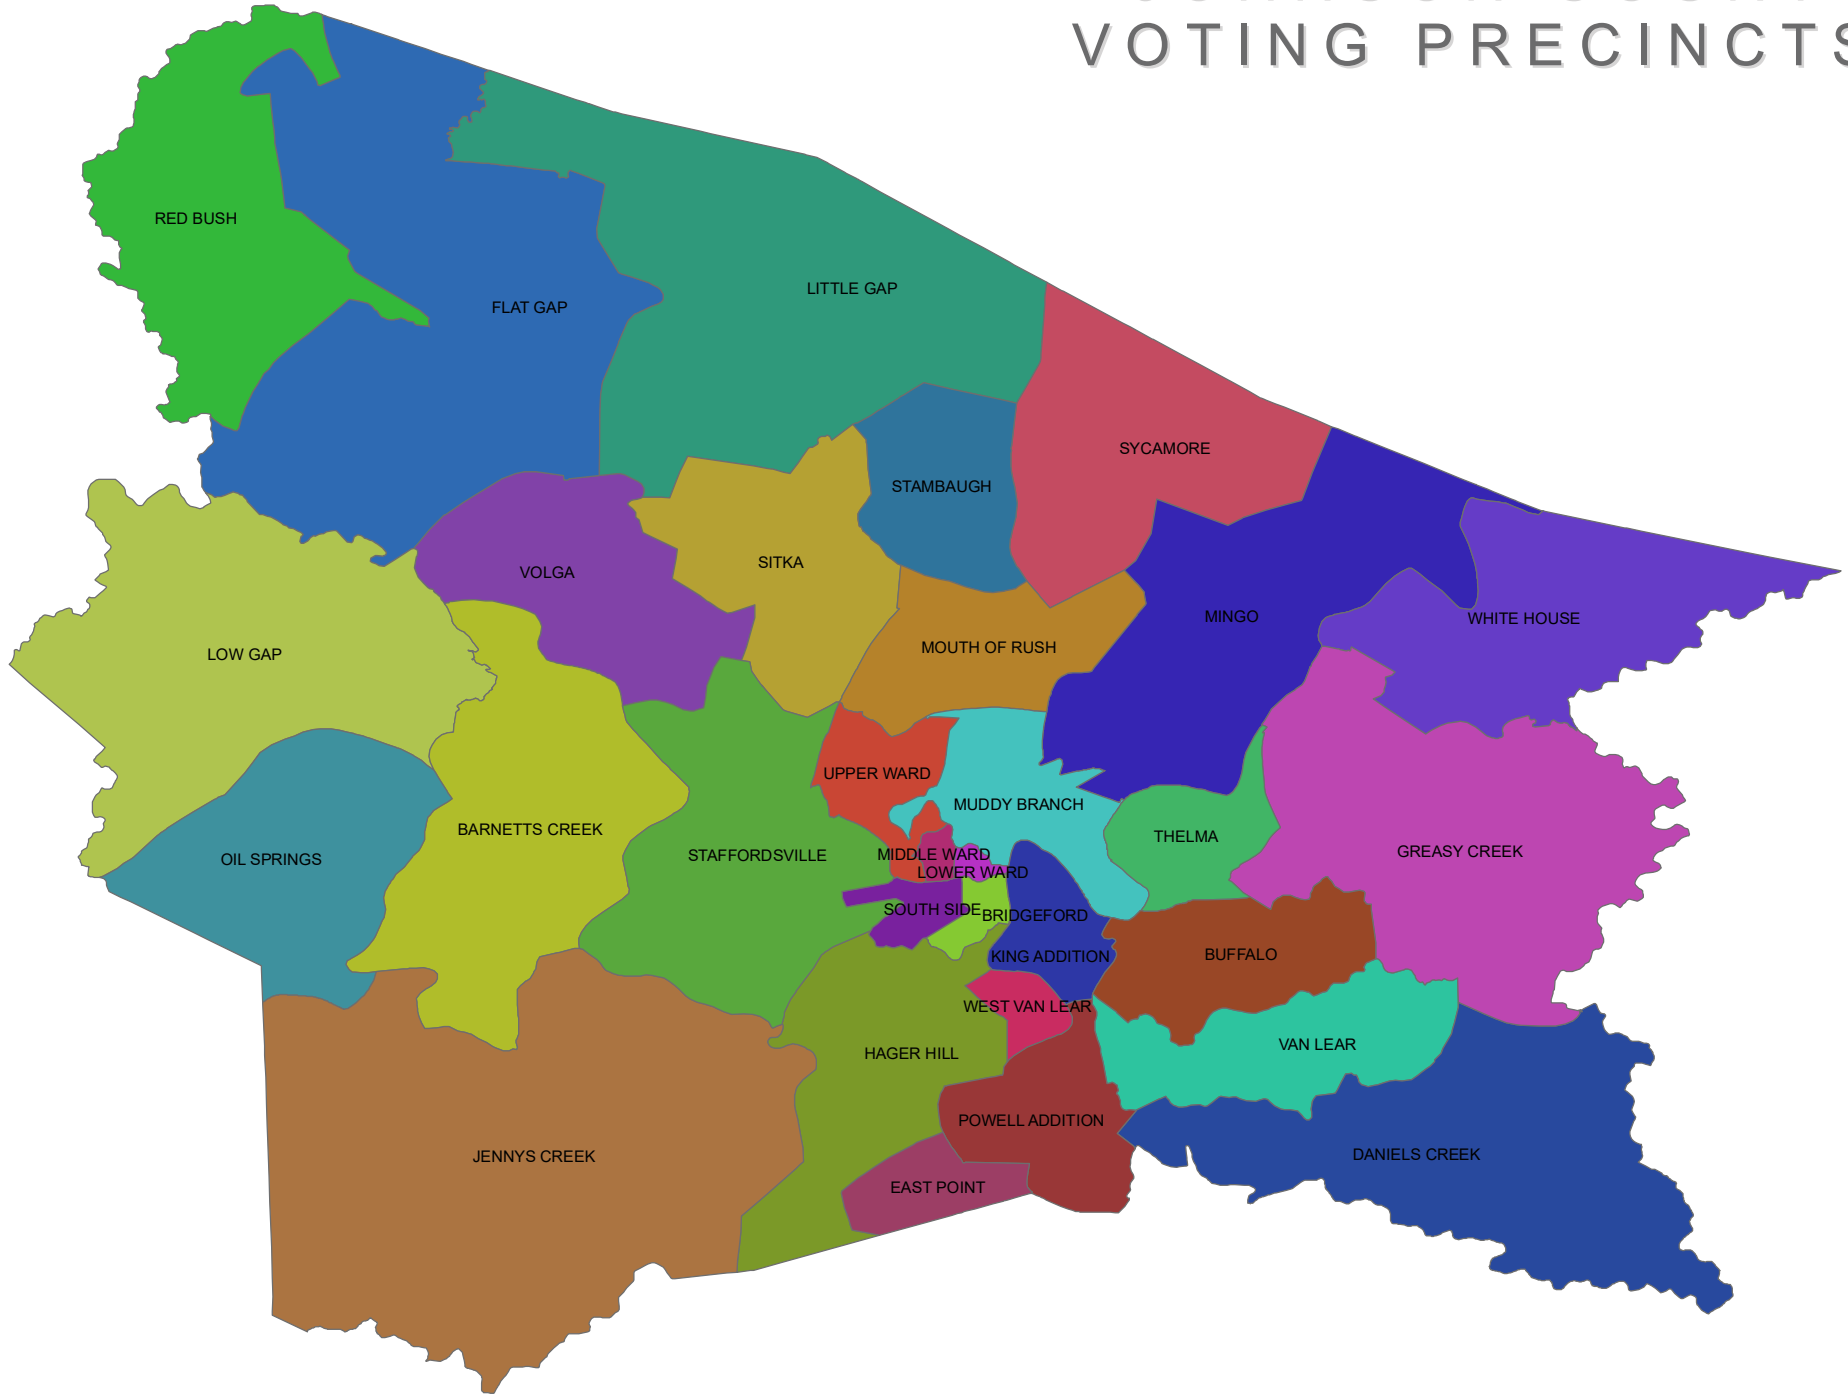 VOTING PRECINCTS
RED BUSH
LITTLE GAP
FLAT GAP
SYCAMORE
STAMBAUGH
SITKA
VOLGA
MINGO
WHITE HOUSE
MOUTH OF RUSH
LOW GAP
UPPER WARD
MUDDY BRANCH
BARNETTS CREEK
THELMA
GREASY CREEK
STAFFORDSVILLE
MIDDLE WARD
OIL SPRINGS
LOWER WARD
SOUTH SIDE
BRIDGEFORD
BUFFALO
KING ADDITION
WEST VAN LEAR
VAN LEAR
HAGER HILL
POWELL ADDITION
DANIELS CREEK
JENNYS CREEK
EAST POINT